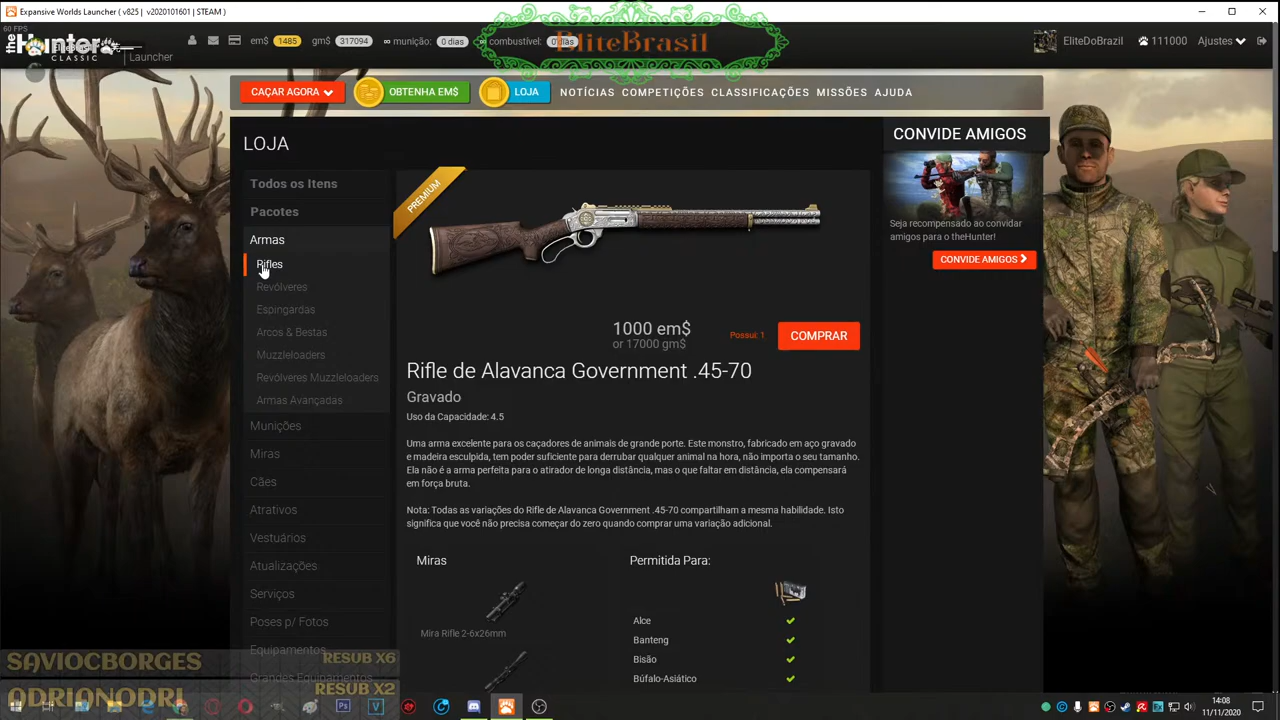 Expansive Worlds Launcher ( v825 | v2020101601 | STEAM )
60 FPS
theHunter
CLASSIC
Launcher
em$ 1485 gm$ 317094 ∞ munição: 0 dias ∞ combustível: 0 dias
BliteBrasil
EliteDoBrazil 111000 Ajustes
CAÇAR AGORA OBTENHA EM$ LOJA NOTÍCIAS COMPETIÇÕES CLASSIFICAÇÕES MISSÕES AJUDA
LOJA
Todos os Itens
Pacotes
Armas
Rifles
Revólveres
Espingardas
Arcos & Bestas
Muzzleloaders
Revólveres Muzzleloaders
Armas Avançadas
Munições
Miras
Cães
Atrativos
Vestuários
Atualizações
Serviços
Poses p/ Fotos
Equipamentos
Grandes Equipamentos
PREMIUM
1000 em$
or 17000 gm$
Possui: 1
COMPRAR
Rifle de Alavanca Government .45-70
Gravado
Uso da Capacidade: 4.5
Uma arma excelente para os caçadores de animais de grande porte. Este monstro, fabricado em aço gravado
e madeira esculpida, tem poder suficiente para derrubar qualquer animal na hora, não importa o seu tamanho.
Ela não é a arma perfeita para o atirador de longa distância, mas o que faltar em distância, ela compensará
em força bruta.
Nota: Todas as variações do Rifle de Alavanca Government .45-70 compartilham a mesma habilidade. Isto
significa que você não precisa começar do zero quando comprar uma variação adicional.
Miras
Mira Rifle 2-6x26mm
Permitida Para:
Alce
Banteng
Bisão
Búfalo-Asiático
CONVIDE AMIGOS
Seja recompensado ao convidar
amigos para o theHunter!
CONVIDE AMIGOS
SAVIOCBORGES RESUB X6
ADRIANODRI RESUB X2
14:08
11/11/2020